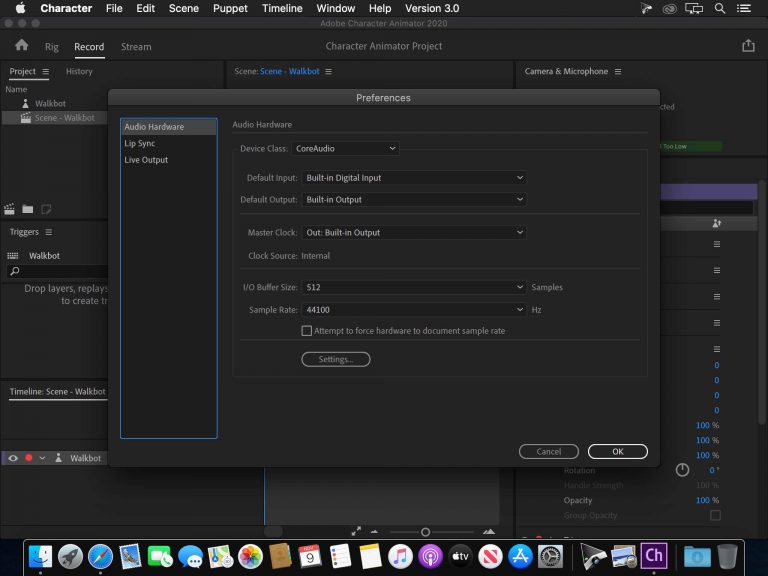 Character File Edit Scene Puppet Timeline Window Help Version 3.0
Adobe Character Animator 2020
Rig Record Stream Character Animator Project
Project History Scene: Scene - Walkbot Camera & Microphone
Name
Walkbot
Scene - Walkbot
Preferences
Audio Hardware
Lip Sync
Live Output
Audio Hardware
Device Class: CoreAudio
Default Input: Built-in Digital Input
Default Output: Built-in Output
Master Clock: Out: Built-in Output
Clock Source: Internal
I/O Buffer Size: 512 Samples
Sample Rate: 44100 Hz
Attempt to force hardware to document sample rate
Settings...
Cancel OK
Too Low
Triggers
Walkbot
Drop layers, replays
to create tr
Timeline: Scene - Walkbot
Walkbot
0
0
0
0
100 %
100 %
100 %
Rotation 0 °
Handle Strength 100 %
Opacity 100 %
Group Opacity
NOV
9
tv
Ch